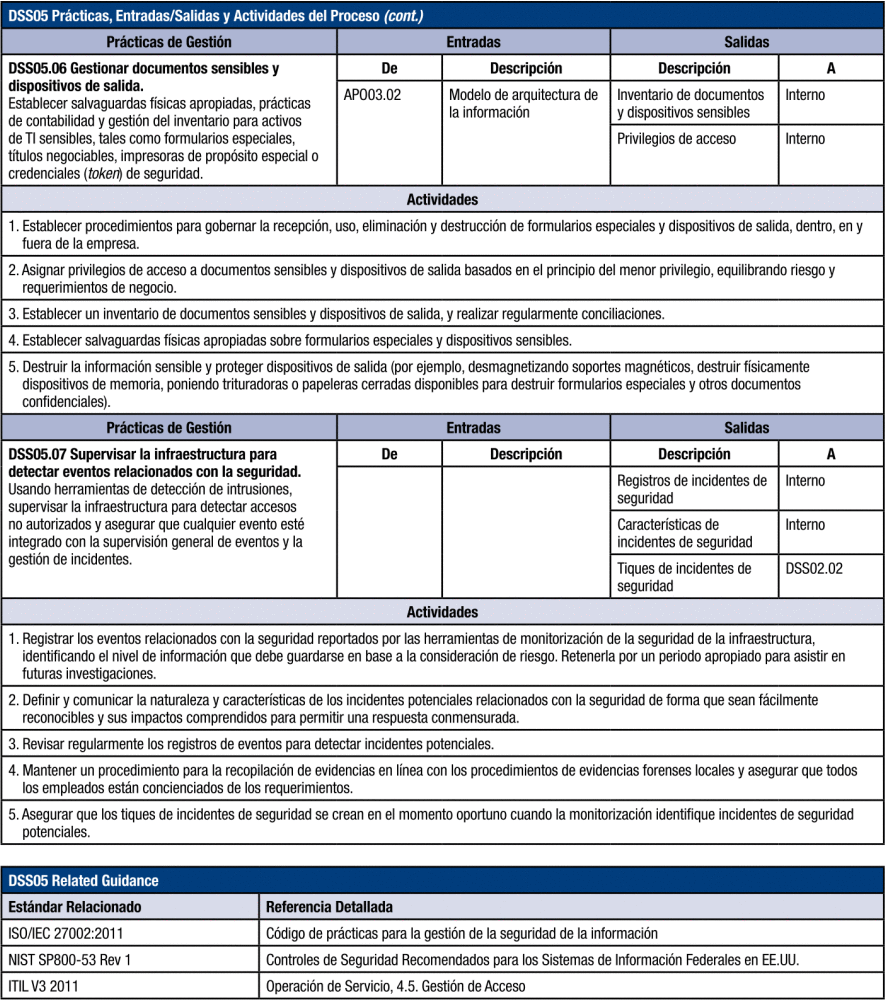 DSS05 Prácticas, Entradas/Salidas y Actividades del Proceso (cont.)
Prácticas de Gestión
Entradas
Salidas
DSS05.06 Gestionar documentos sensibles y
dispositivos de salida.
Establecer salvaguardas físicas apropiadas, prácticas
de contabilidad y gestión del inventario para activos
de TI sensibles, tales como formularios especiales,
títulos negociables, impresoras de propósito especial o
credenciales (token) de seguridad.
De
Descripción
Descripción
A
APO03.02
Modelo de arquitectura de
la información
Inventario de documentos
y dispositivos sensibles
Interno
Privilegios de acceso
Interno
Actividades
1. Establecer procedimientos para gobernar la recepción, uso, eliminación y destrucción de formularios especiales y dispositivos de salida, dentro, en y
fuera de la empresa.
2. Asignar privilegios de acceso a documentos sensibles y dispositivos de salida basados en el principio del menor privilegio, equilibrando riesgo y
requerimientos de negocio.
3. Establecer un inventario de documentos sensibles y dispositivos de salida, y realizar regularmente conciliaciones.
4. Establecer salvaguardas físicas apropiadas sobre formularios especiales y dispositivos sensibles.
5. Destruir la información sensible y proteger dispositivos de salida (por ejemplo, desmagnetizando soportes magnéticos, destruir físicamente
dispositivos de memoria, poniendo trituradoras o papeleras cerradas disponibles para destruir formularios especiales y otros documentos
confidenciales).
Prácticas de Gestión
Entradas
Salidas
DSS05.07 Supervisar la infraestructura para
detectar eventos relacionados con la seguridad.
Usando herramientas de detección de intrusiones,
supervisar la infraestructura para detectar accesos
no autorizados y asegurar que cualquier evento esté
integrado con la supervisión general de eventos y la
gestión de incidentes.
De
Descripción
Descripción
A
Registros de incidentes de
seguridad
Interno
Características de
incidentes de seguridad
Interno
Tiques de incidentes de
seguridad
DSS02.02
Actividades
1. Registrar los eventos relacionados con la seguridad reportados por las herramientas de monitorización de la seguridad de la infraestructura,
identificando el nivel de información que debe guardarse en base a la consideración de riesgo. Retenerla por un periodo apropiado para asistir en
futuras investigaciones.
2. Definir y comunicar la naturaleza y características de los incidentes potenciales relacionados con la seguridad de forma que sean fácilmente
reconocibles y sus impactos comprendidos para permitir una respuesta conmensurada.
3. Revisar regularmente los registros de eventos para detectar incidentes potenciales.
4. Mantener un procedimiento para la recopilación de evidencias en línea con los procedimientos de evidencias forenses locales y asegurar que todos
los empleados están concienciados de los requerimientos.
5. Asegurar que los tiques de incidentes de seguridad se crean en el momento oportuno cuando la monitorización identifique incidentes de seguridad
potenciales.
DSS05 Related Guidance
Estándar Relacionado
Referencia Detallada
ISO/IEC 27002:2011
Código de prácticas para la gestión de la seguridad de la información
NIST SP800-53 Rev 1
Controles de Seguridad Recomendados para los Sistemas de Información Federales en EE.UU.
ITIL V3 2011
Operación de Servicio, 4.5. Gestión de Acceso